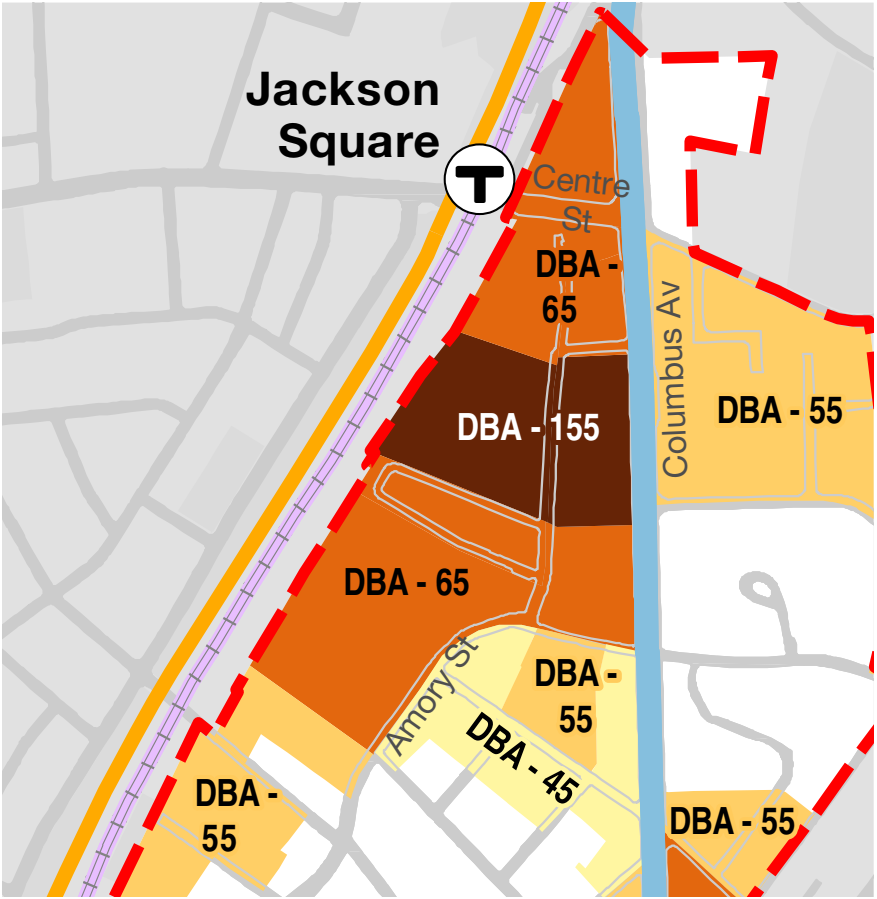 Jackson
Square
T
Centre
St
DBA -
65
Columbus Av
DBA - 55
DBA - 155
DBA - 65
Amory St
DBA -
55
DBA - 45
DBA -
55
DBA - 55